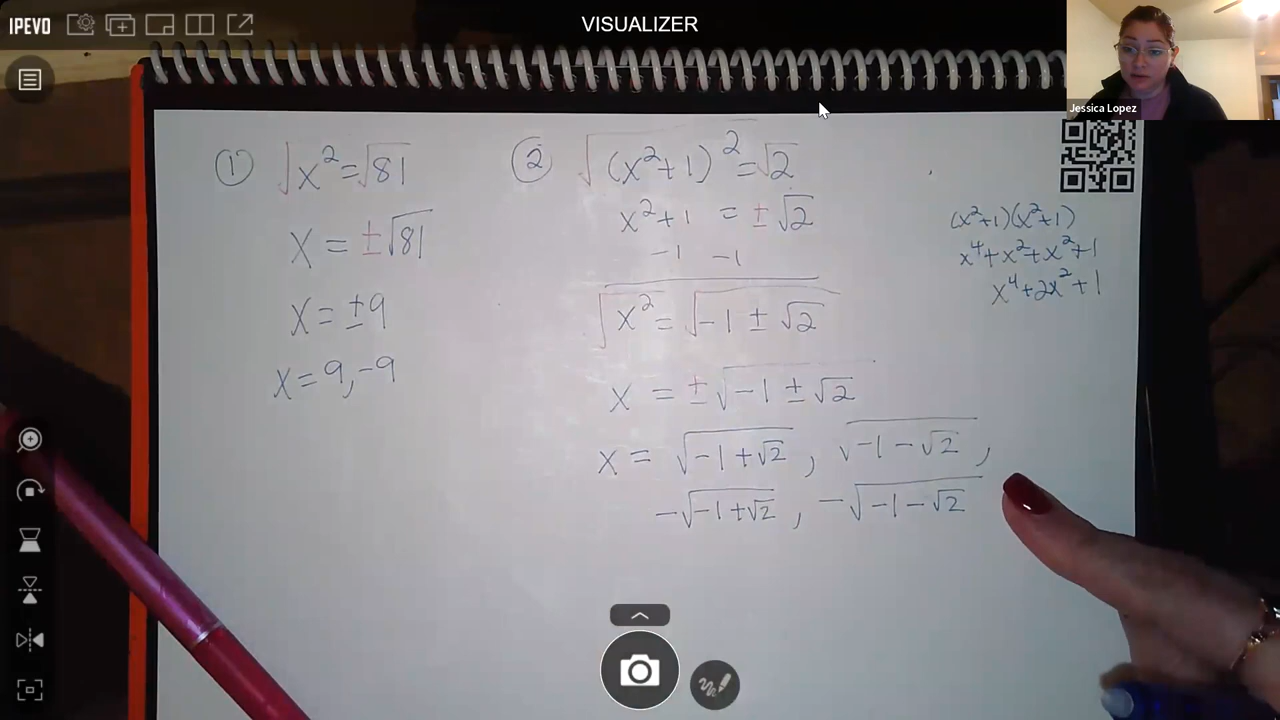 IPEVO
VISUALIZER
Jessica Lopez
① √x² = √81
x = ±√81
x = ±9
x = 9, -9
② √(x²+1)² = √2
x²+1 = ±√2
-1 -1
√x² = √-1 ± √2
x = ±√-1 ± √2
x = √-1+√2 , √-1-√2 ,
-√-1+√2 , -√-1-√2
(x²+1)(x²+1)
x⁴+x²+x²+1
x⁴+2x²+1